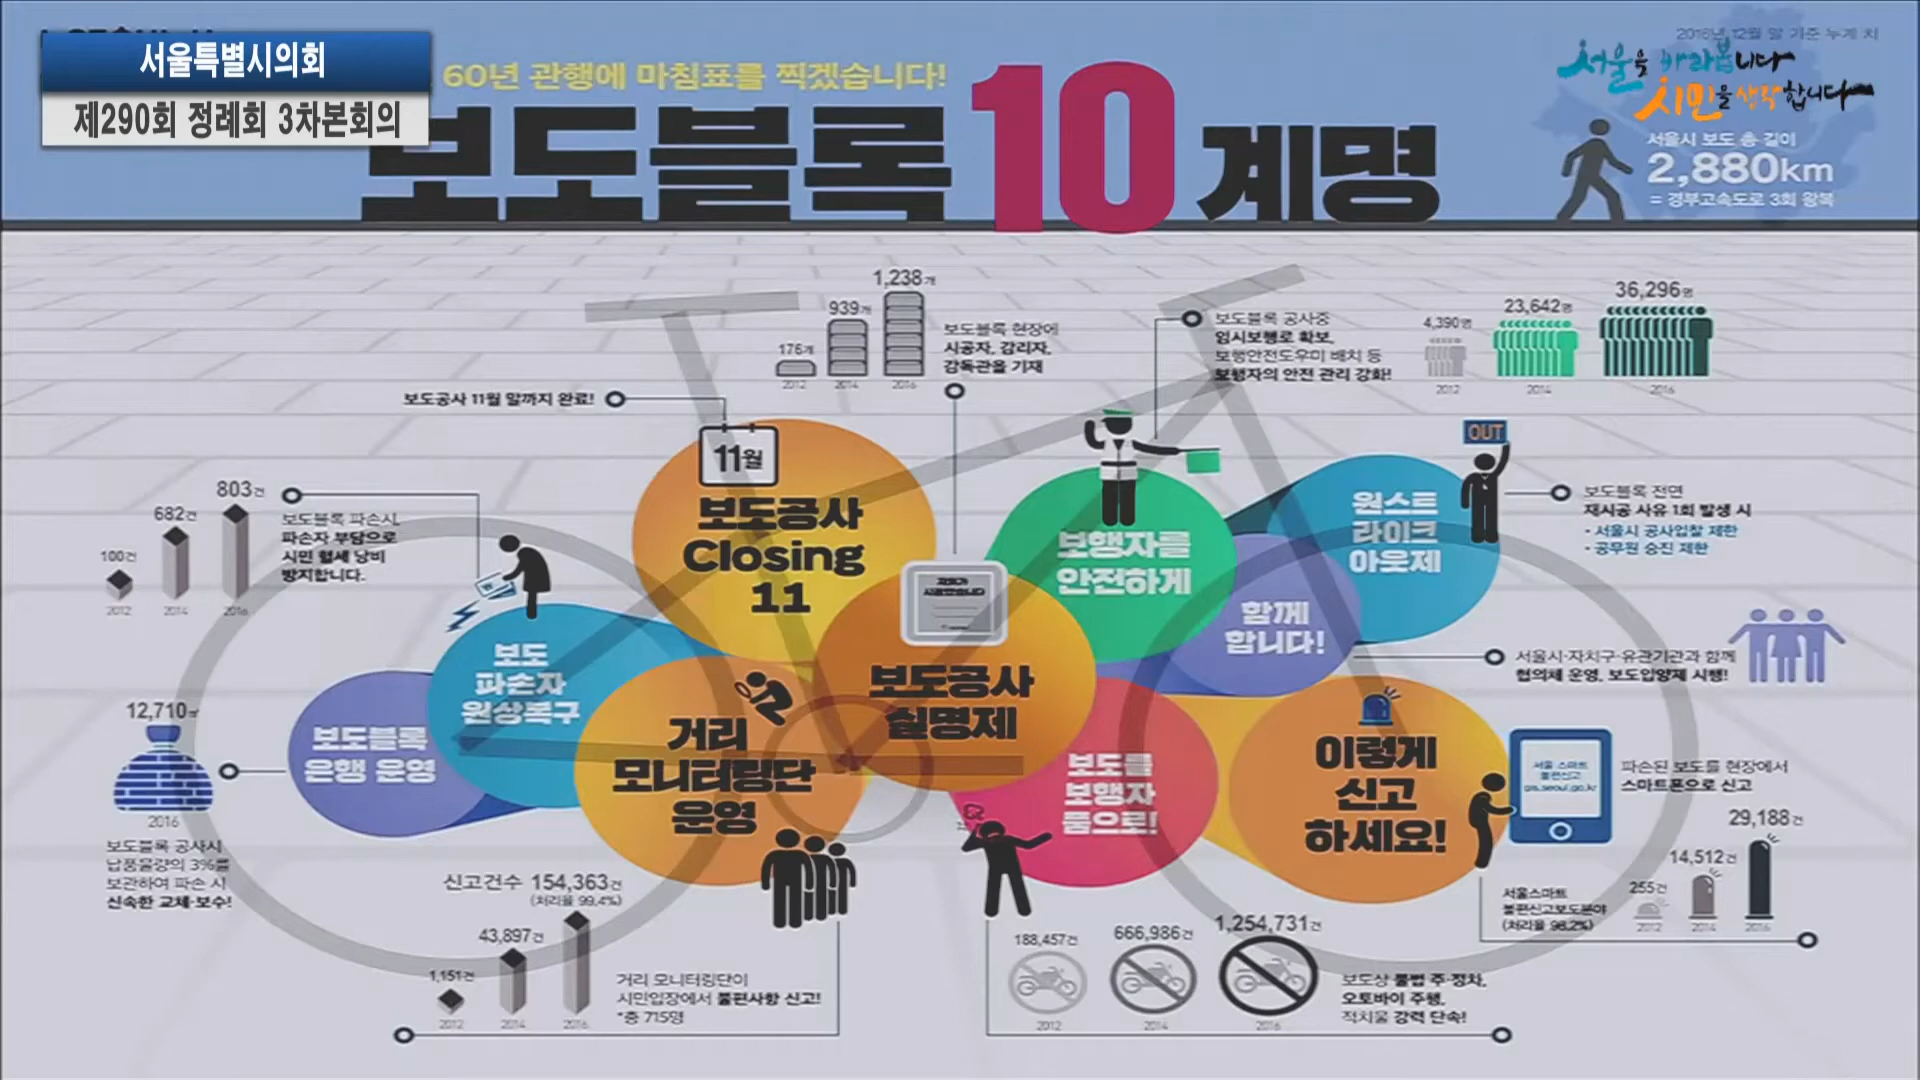 서울특별시의회
제290회 정례회 3차본회의
60년 관행에 마침표를 찍겠습니다!
보도블록 10계명
2016년 12월 말 기준 누계 치
서울을 바라봅니다
시민을 생각합니다
서울시 보도 총 길이
2,880km
= 경부고속도로 3회 왕복
176개
939개
1,238개
2012
2014
2016
보도블록 현장에
시공자, 감리자,
감독관을 기재
보도블록 공사중
임시보행로 확보,
보행안전도우미 배치 등
보행자의 안전 관리 강화!
4,390명
23,642명
36,296명
2012
2014
2016
보도공사 11월 말까지 완료!
11월
보도공사
Closing
11
100건
682건
803건
2012
2014
2016
보도블록 파손시,
파손자 부담으로
시민 혈세 낭비
방지합니다.
보도
파손자
원상복구
보행자를
안전하게
함께
합니다!
원스트
라이크
아웃제
OUT
보도블록 전면
재시공 사유 1회 발생 시
- 서울시 공사입찰 제한
- 공무원 승진 제한
서울시·자치구·유관기관과 함께
협의체 운영, 보도입양제 시행!
12,710㎡
2016
보도블록 공사시
납품물량의 3%를
보관하여 파손 시
신속한 교체·보수!
보도블록
은행 운영
거리
모니터링단
운영
보도공사
실명제
보도를
보행자
품으로!
이렇게
신고
하세요!
서울 스마트
불편신고
gis.seoul.go.kr
파손된 보도를 현장에서
스마트폰으로 신고
255건
14,512건
29,188건
2012
2014
2016
서울스마트
불편신고보도분야
(처리율 98.2%)
신고건수 154,363건
(처리율 99.4%)
43,897건
1,151건
2012
2014
2016
거리 모니터링단이
시민입장에서 불편사항 신고!
*총 715명
188,457건
666,986건
1,254,731건
2012
2014
2016
보도상 불법 주·정차,
오토바이 주행,
적치물 강력 단속!